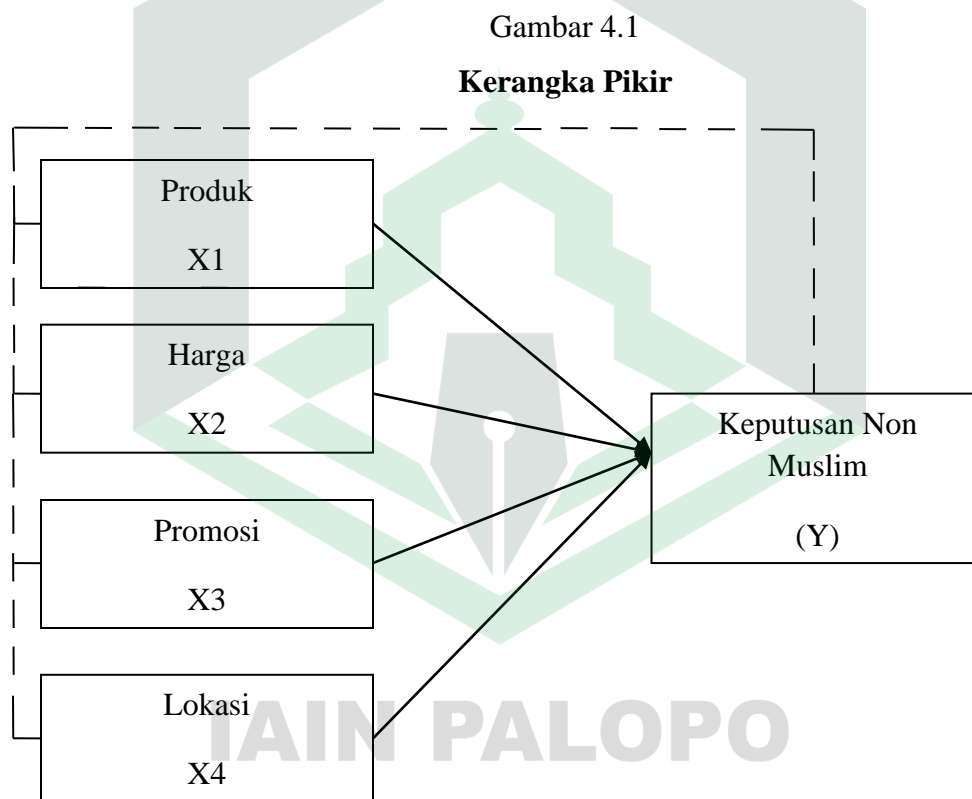 Gambar 4.1
Kerangka Pikir
Produk
X1
Harga
X2
Promosi
X3
Lokasi
X4
Keputusan Non
Muslim
(Y)
IAIN PALOPO